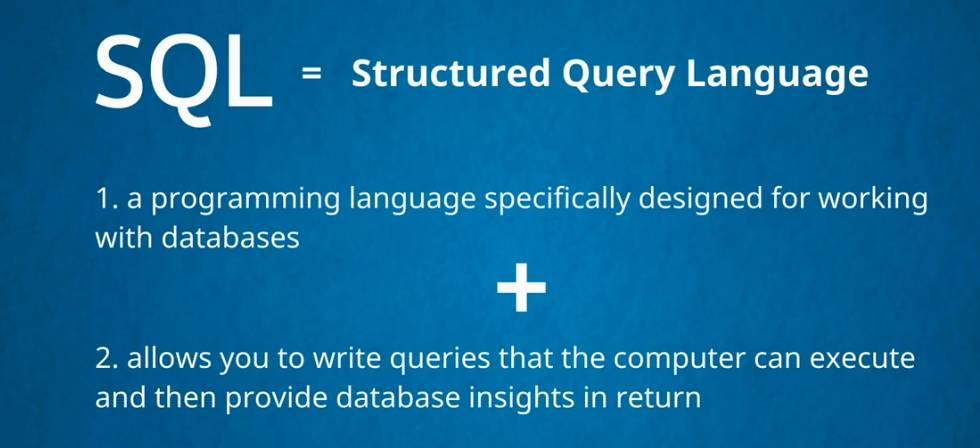 SQL = Structured Query Language
1. a programming language specifically designed for working
with databases
+
2. allows you to write queries that the computer can execute
and then provide database insights in return